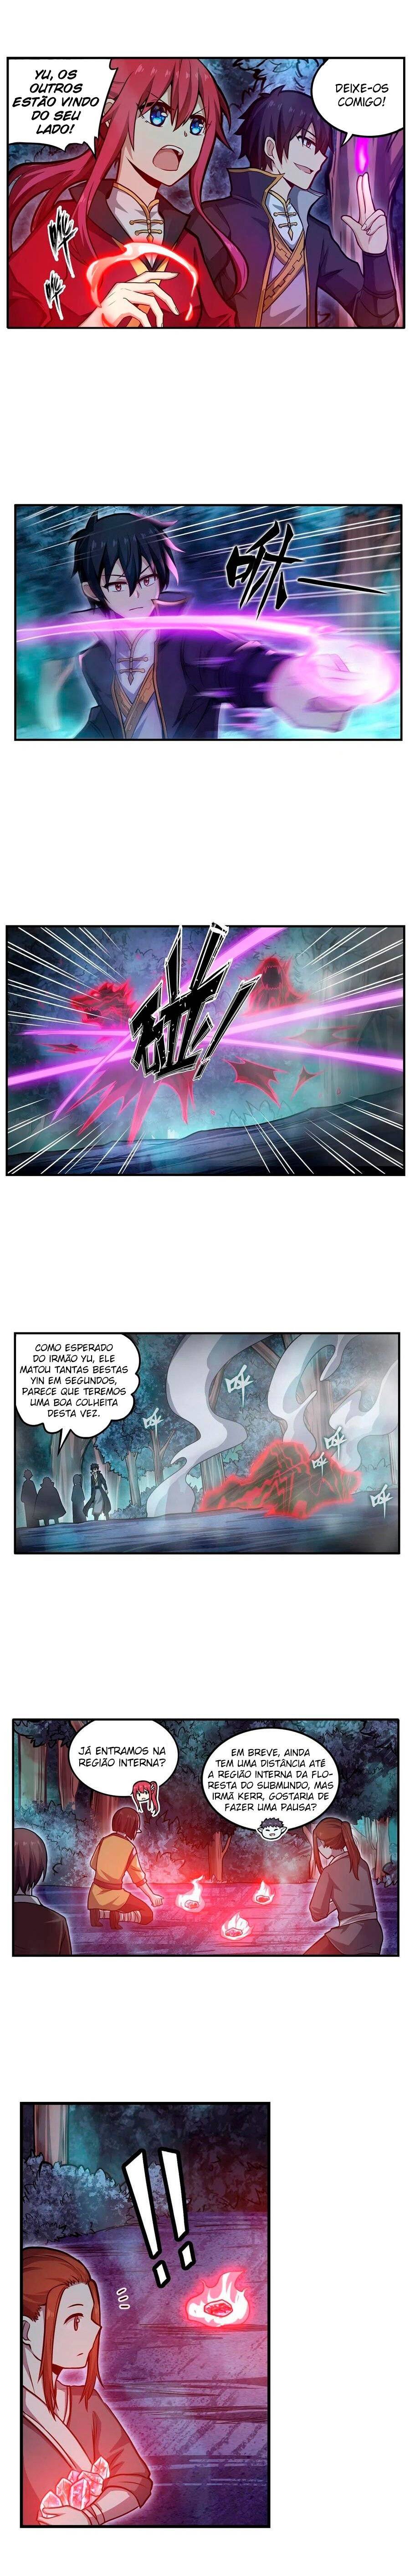 YU, OS
OUTROS
ESTÃO VINDO
DO SEU
LADO!
DEIXE-OS
COMIGO!
咻
COMO ESPERADO
DO IRMÃO YU, ELE
MATOU TANTAS BESTAS
YIN EM SEGUNDOS,
PARECE QUE TEREMOS
UMA BOA COLHEITA
DESTA VEZ.
JÁ ENTRAMOS NA
REGIÃO INTERNA?
EM BREVE, AINDA
TEM UMA DISTÂNCIA ATÉ
A REGIÃO INTERNA DA FLO-
RESTA DO SUBMUNDO, MAS
IRMÃ KERR, GOSTARIA DE
FAZER UMA PAUSA?
!!